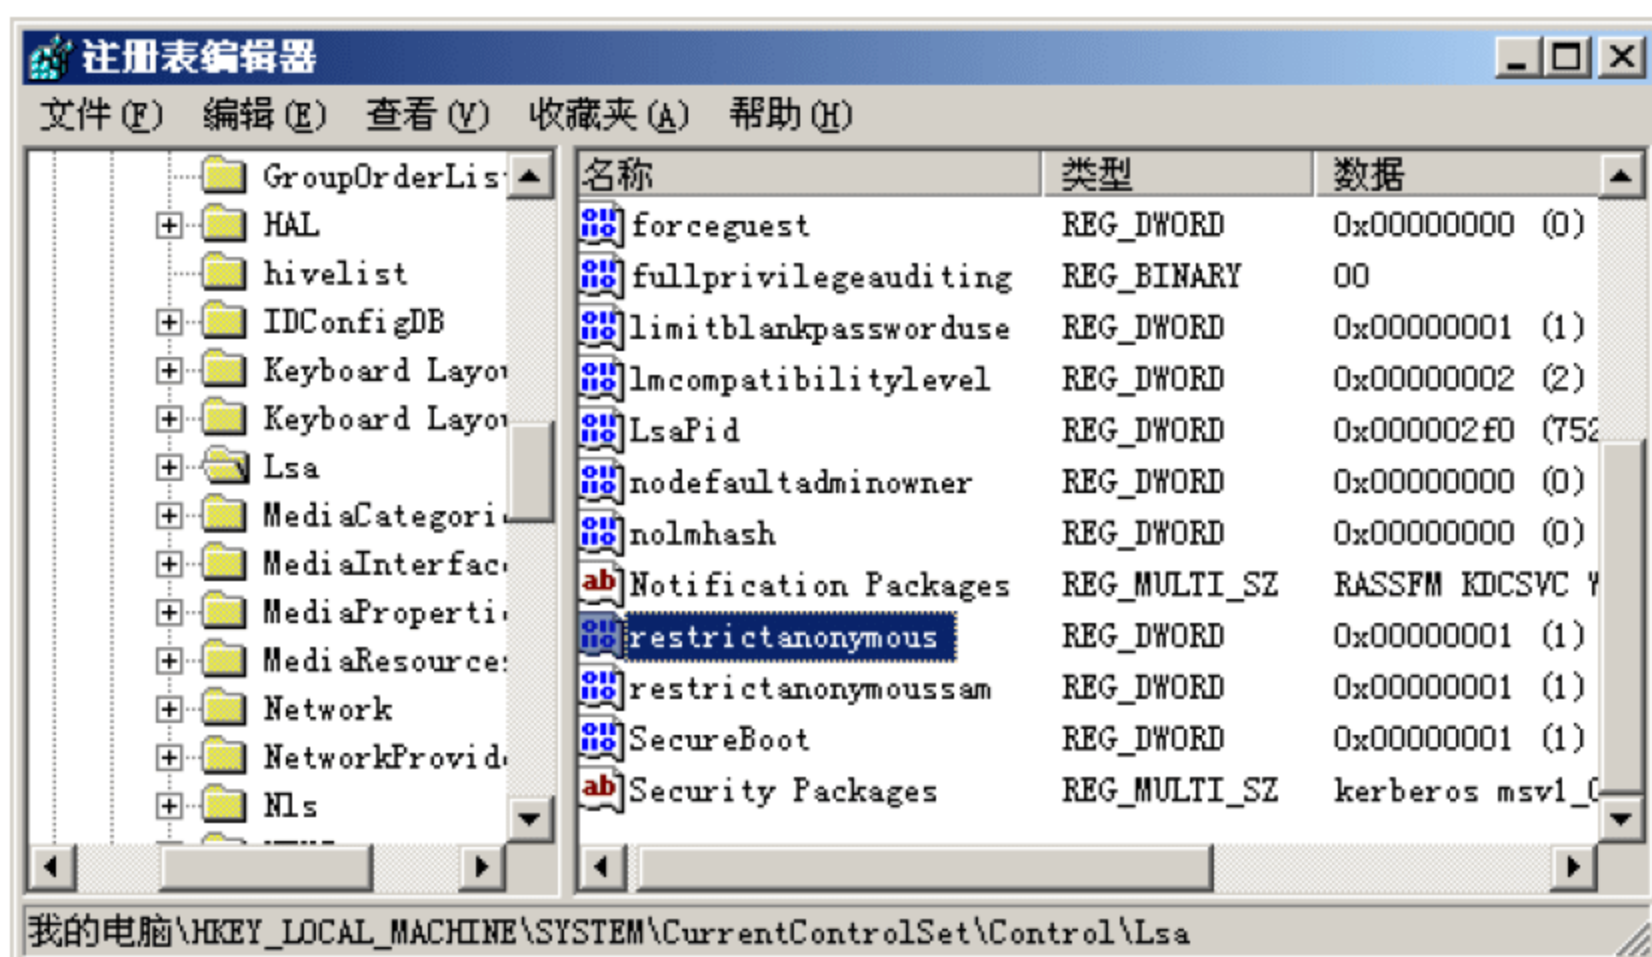 注册表编辑器
文件(F) 编辑(E) 查看(V) 收藏夹(A) 帮助(H)
GroupOrderLis
HAL
hivelist
IDConfigDB
Keyboard Layou
Keyboard Layou
Lsa
MediaCategori
MediaInterfac
MediaProperti
MediaResource
Network
NetworkProvid
Nls
名称 类型 数据
forceguest REG_DWORD 0x00000000 (0)
fullprivilegeauditing REG_BINARY 00
limitblankpassworduse REG_DWORD 0x00000001 (1)
lmcompatibilitylevel REG_DWORD 0x00000002 (2)
LsaPid REG_DWORD 0x000002f0 (752
nodefaultadminowner REG_DWORD 0x00000000 (0)
nolmhash REG_DWORD 0x00000000 (0)
Notification Packages REG_MULTI_SZ RASSFM KDCSVC W
restrictanonymous REG_DWORD 0x00000001 (1)
restrictanonymoussam REG_DWORD 0x00000001 (1)
SecureBoot REG_DWORD 0x00000001 (1)
Security Packages REG_MULTI_SZ kerberos msv1_0
我的电脑\HKEY_LOCAL_MACHINE\SYSTEM\CurrentControlSet\Control\Lsa